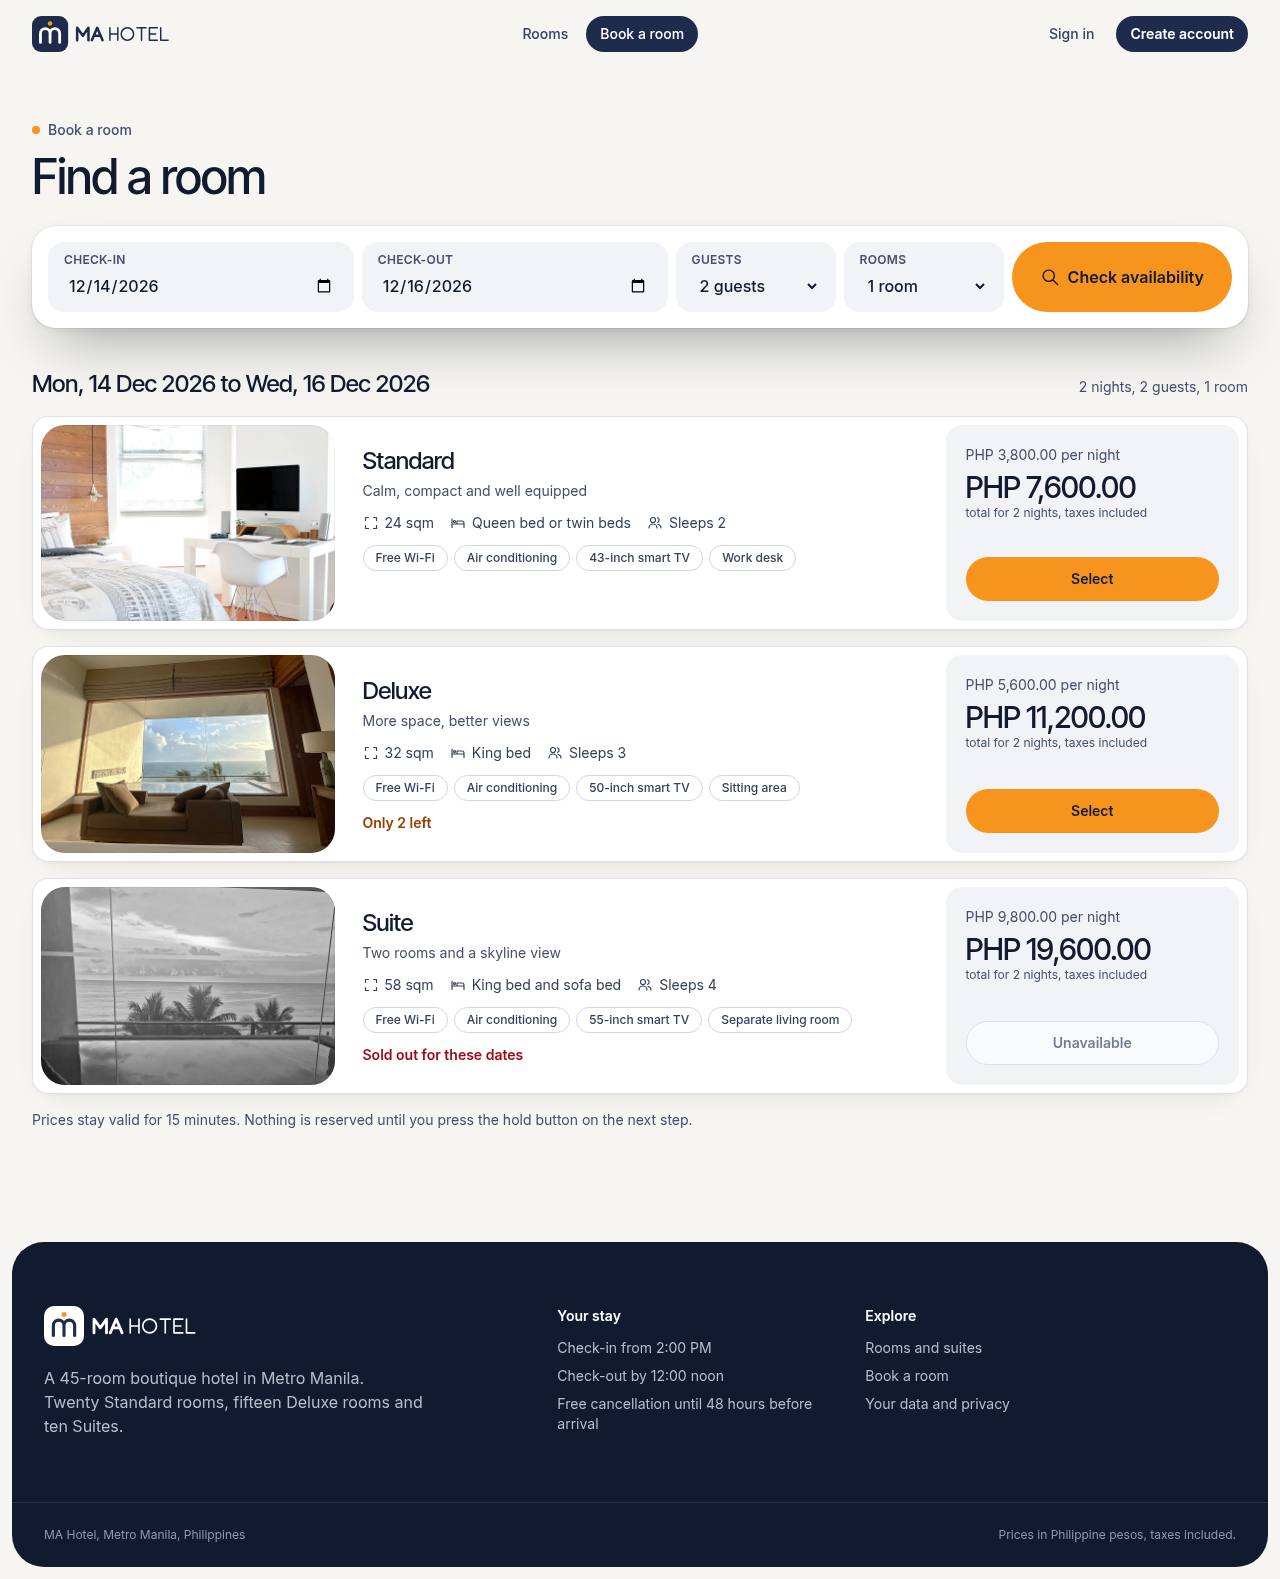 MA HOTEL
Rooms
Book a room
Sign in
Create account
Book a room
Find a room
CHECK-IN
12/14/2026
CHECK-OUT
12/16/2026
GUESTS
2 guests
ROOMS
1 room
Check availability
Mon, 14 Dec 2026 to Wed, 16 Dec 2026
2 nights, 2 guests, 1 room
Standard
Calm, compact and well equipped
24 sqm
Queen bed or twin beds
Sleeps 2
Free Wi-Fi
Air conditioning
43-inch smart TV
Work desk
PHP 3,800.00 per night
PHP 7,600.00
total for 2 nights, taxes included
Select
Deluxe
More space, better views
32 sqm
King bed
Sleeps 3
Free Wi-Fi
Air conditioning
50-inch smart TV
Sitting area
Only 2 left
PHP 5,600.00 per night
PHP 11,200.00
total for 2 nights, taxes included
Select
Suite
Two rooms and a skyline view
58 sqm
King bed and sofa bed
Sleeps 4
Free Wi-Fi
Air conditioning
55-inch smart TV
Separate living room
Sold out for these dates
PHP 9,800.00 per night
PHP 19,600.00
total for 2 nights, taxes included
Unavailable
Prices stay valid for 15 minutes. Nothing is reserved until you press the hold button on the next step.
MA HOTEL
A 45-room boutique hotel in Metro Manila.
Twenty Standard rooms, fifteen Deluxe rooms and
ten Suites.
Your stay
Check-in from 2:00 PM
Check-out by 12:00 noon
Free cancellation until 48 hours before
arrival
Explore
Rooms and suites
Book a room
Your data and privacy
MA Hotel, Metro Manila, Philippines
Prices in Philippine pesos, taxes included.